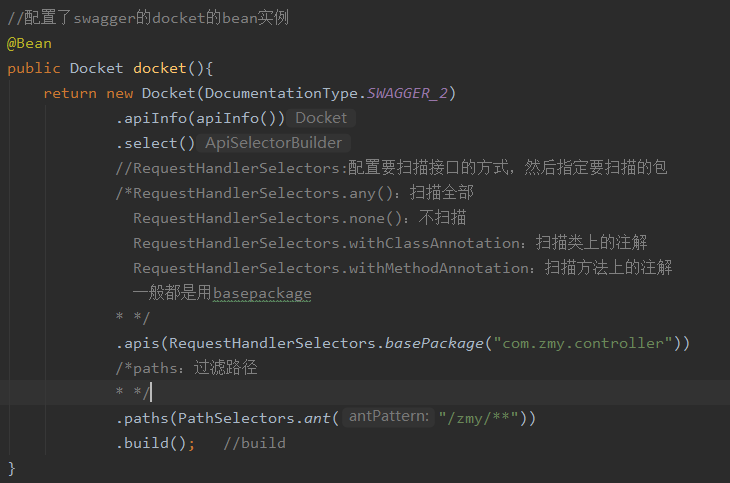 //配置了swagger的docket的bean实例
@Bean
public Docket docket(){
return new Docket(DocumentationType.SWAGGER_2)
.apiInfo(apiInfo()) Docket
.select() ApiSelectorBuilder
//RequestHandlerSelectors:配置要扫描接口的方式，然后指定要扫描的包
/*RequestHandlerSelectors.any()：扫描全部
RequestHandlerSelectors.none()：不扫描
RequestHandlerSelectors.withClassAnnotation：扫描类上的注解
RequestHandlerSelectors.withMethodAnnotation：扫描方法上的注解
一般都是用basepackage
* */
.apis(RequestHandlerSelectors.basePackage("com.zmy.controller"))
/*paths：过滤路径
* */
.paths(PathSelectors.ant( antPattern: "/zmy/**"))
.build(); //build
}